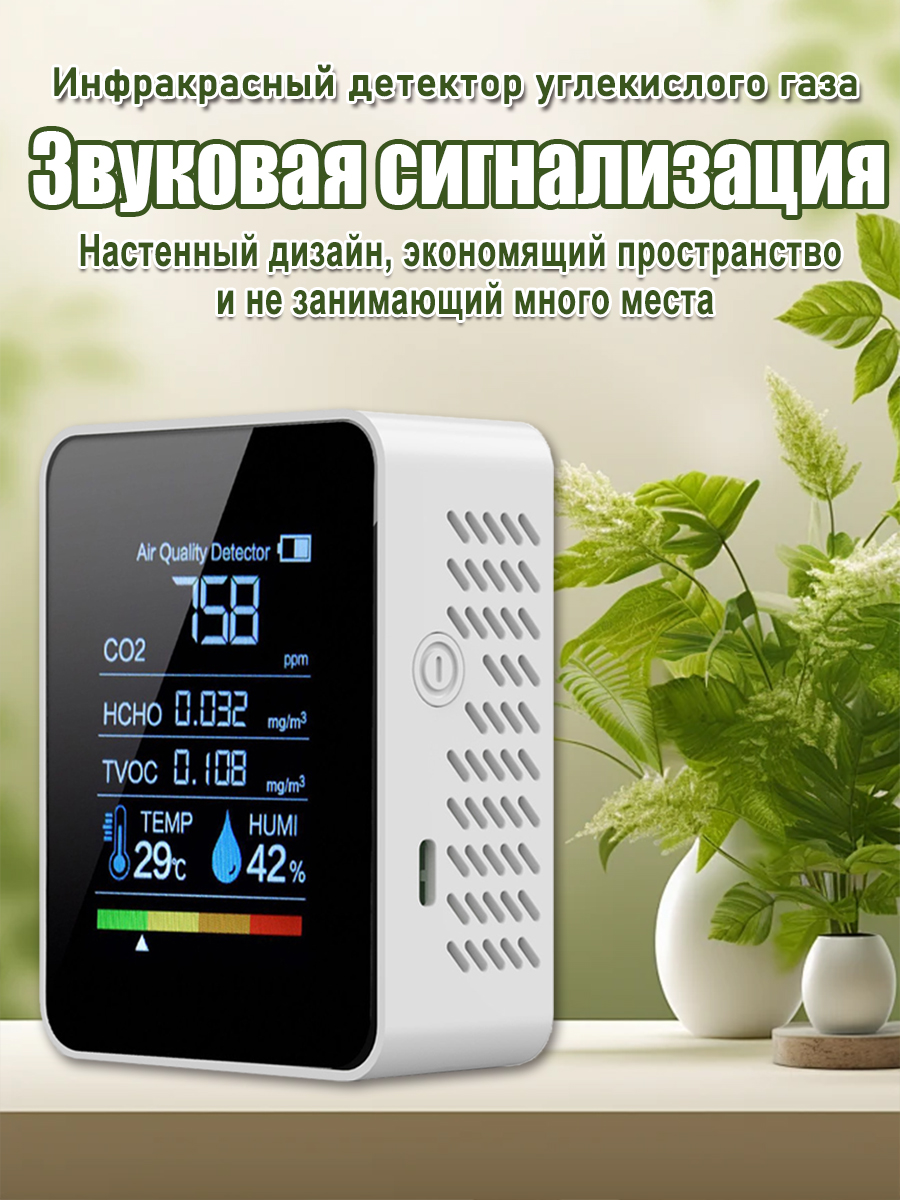 Инфракрасный детектор углекислого газа
Звуковая сигнализация
Настенный дизайн, экономящий пространство
и не занимающий много места
Air Quality Detector
758
CO2 ppm
HCHO 0.032 mg/m³
TVOC 0.108 mg/m³
TEMP HUMI
29℃ 42%